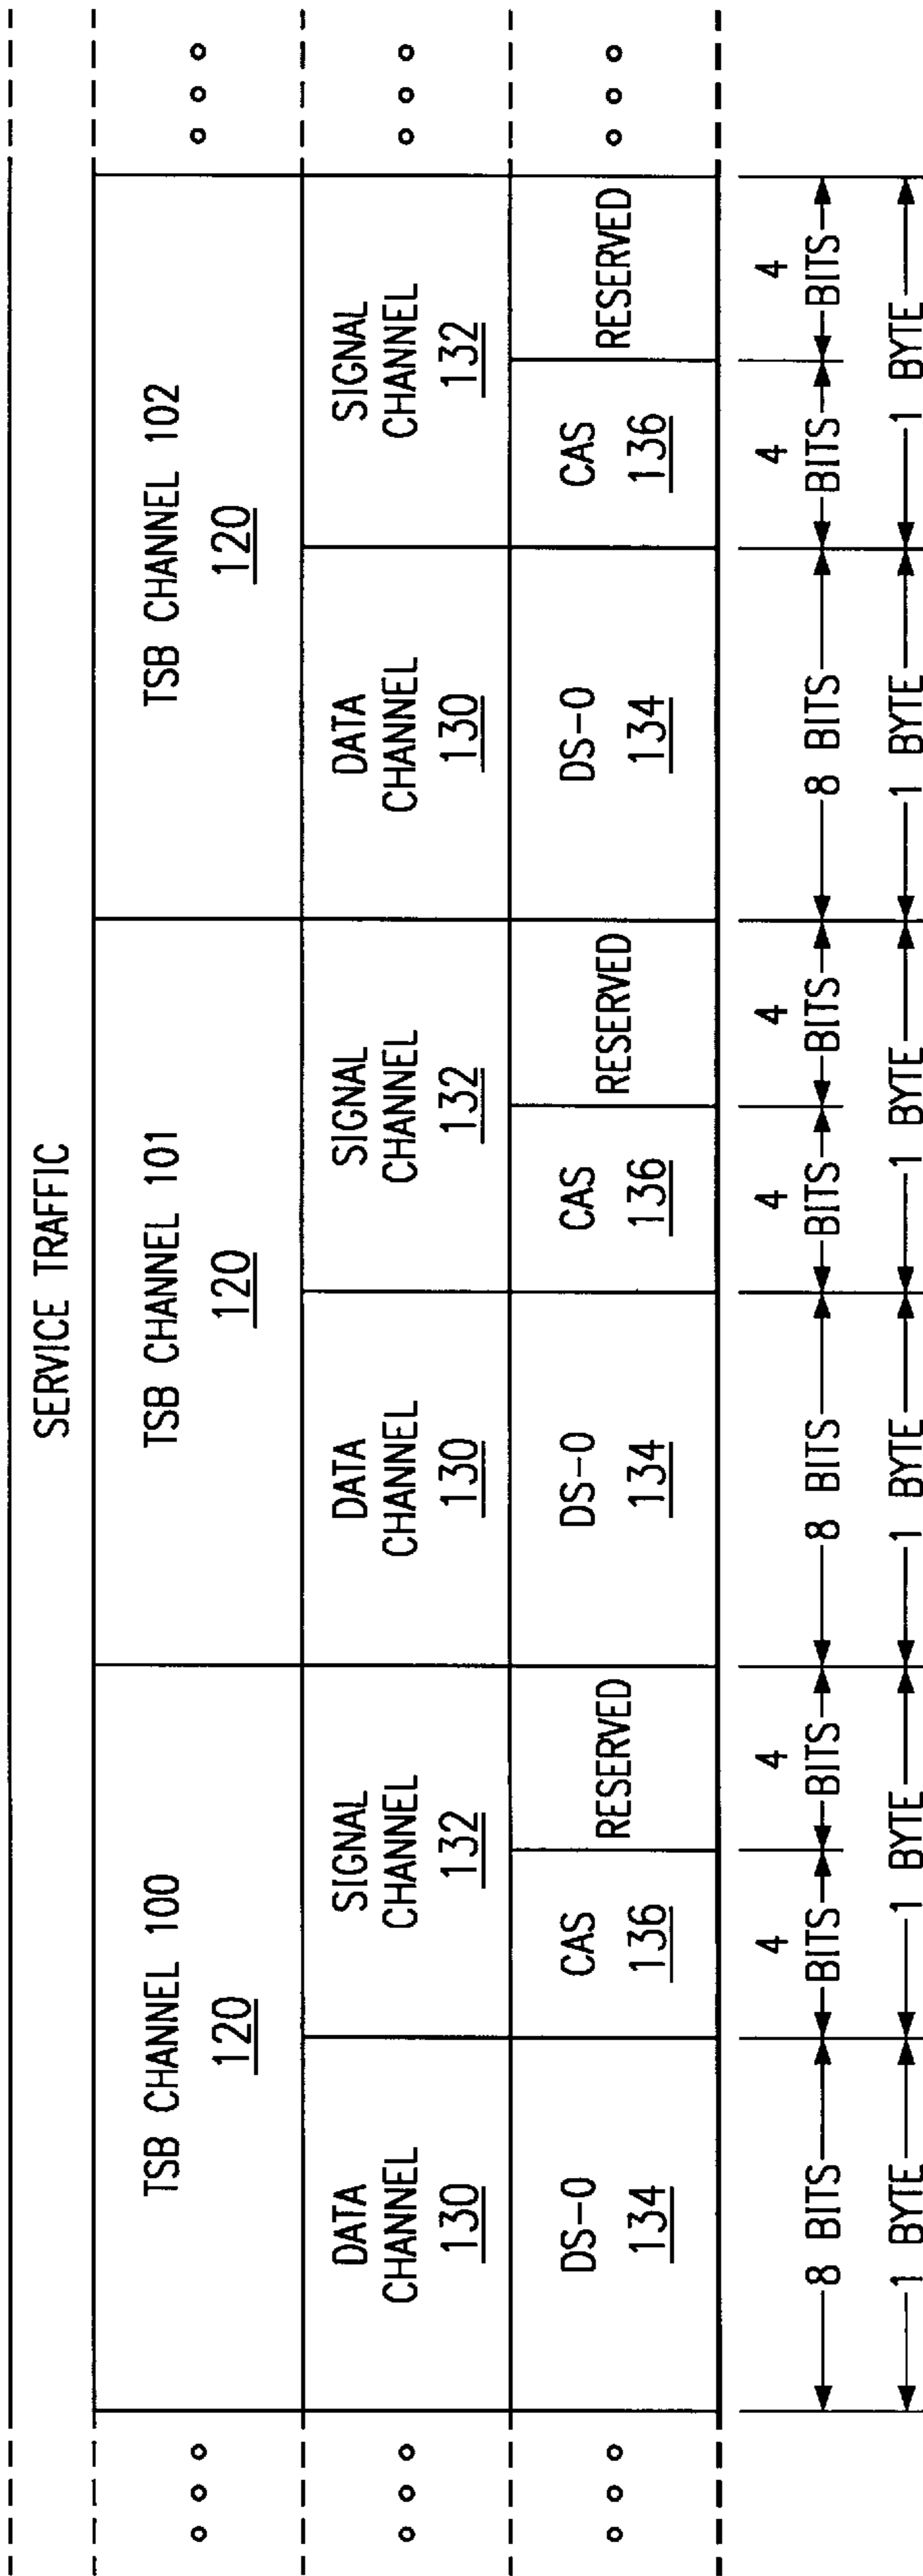 SERVICE TRAFFIC
TSB CHANNEL 100
120
TSB CHANNEL 101
120
TSB CHANNEL 102
120
DATA
CHANNEL
130
SIGNAL
CHANNEL
132
DATA
CHANNEL
130
SIGNAL
CHANNEL
132
DATA
CHANNEL
130
SIGNAL
CHANNEL
132
DS-0
134
CAS
136
RESERVED
DS-0
134
CAS
136
RESERVED
DS-0
134
CAS
136
RESERVED
8 BITS
4
BITS
4
BITS
8 BITS
4
BITS
4
BITS
8 BITS
4
BITS
4
BITS
1 BYTE
1 BYTE
1 BYTE
1 BYTE
1 BYTE
1 BYTE